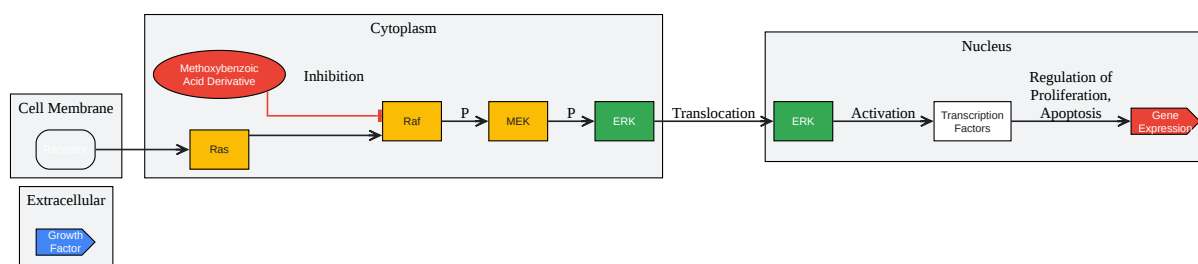 Cytoplasm
Nucleus
Methoxybenzoic
Acid Derivative
Inhibition
Regulation of
Proliferation,
Apoptosis
Cell Membrane
Receptor
Ras
Raf
P
MEK
P
ERK
Translocation
ERK
Activation
Transcription
Factors
Gene
Expression
Extracellular
Growth
Factor